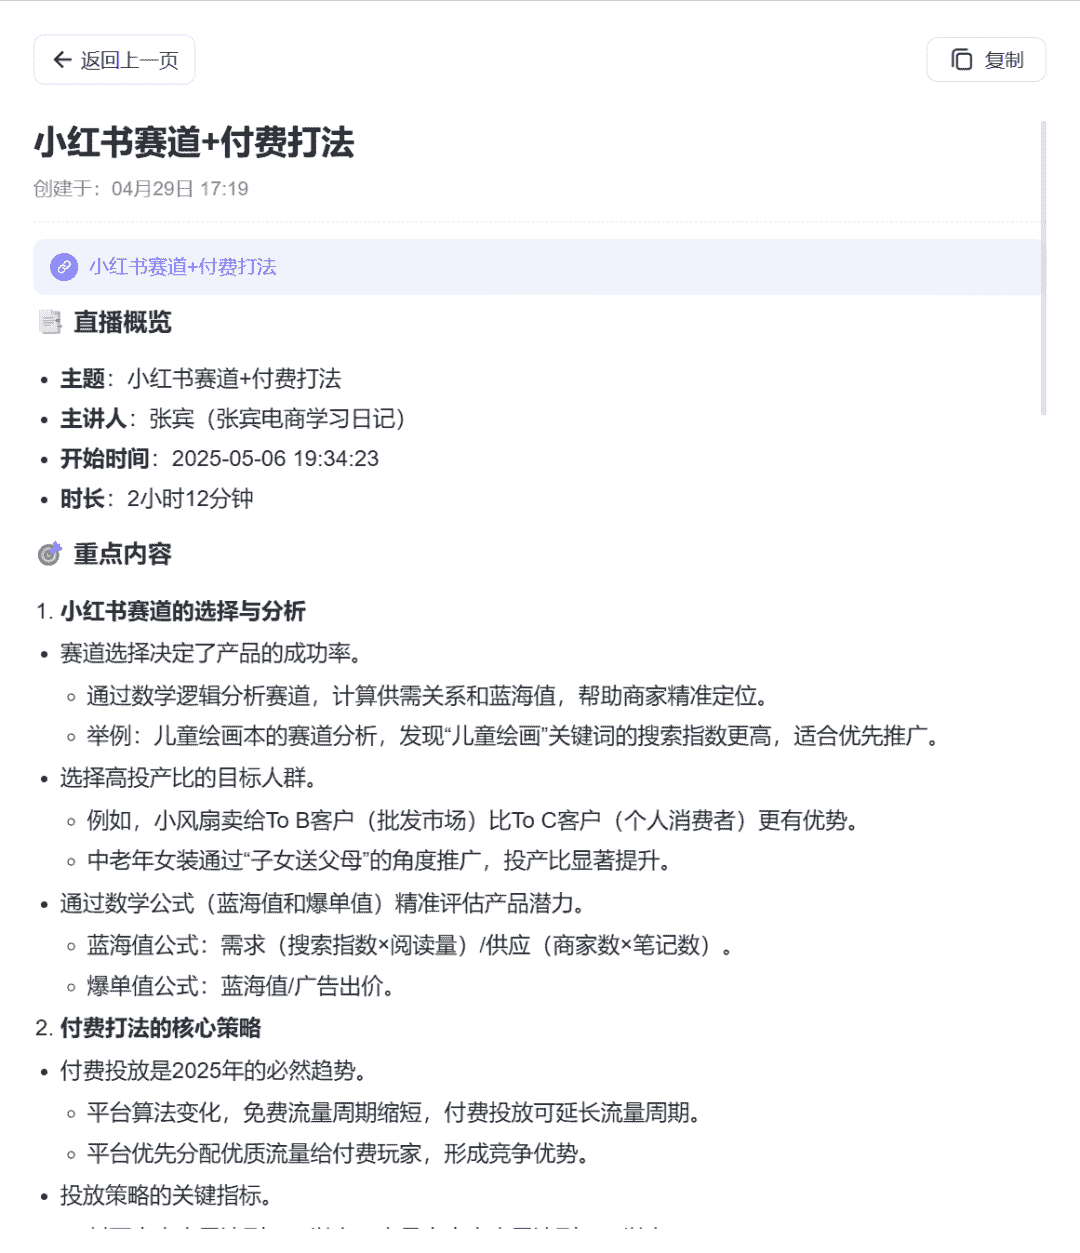 返回上一页
复制
小红书赛道+付费打法
创建于：04月29日 17:19
小红书赛道+付费打法
直播概览
• 主题：小红书赛道+付费打法
• 主讲人：张宾（张宾电商学习日记）
• 开始时间：2025-05-06 19:34:23
• 时长：2小时12分钟
重点内容
1. 小红书赛道的选择与分析
• 赛道选择决定了产品的成功率。
◦ 通过数学逻辑分析赛道，计算供需关系和蓝海值，帮助商家精准定位。
◦ 举例：儿童绘画本的赛道分析，发现“儿童绘画”关键词的搜索指数更高，适合优先推广。
• 选择高投产比的目标人群。
◦ 例如，小风扇卖给To B客户（批发市场）比To C客户（个人消费者）更有优势。
◦ 中老年女装通过“子女送父母”的角度推广，投产比显著提升。
• 通过数学公式（蓝海值和爆单值）精准评估产品潜力。
◦ 蓝海值公式：需求（搜索指数×阅读量）/供应（商家数×笔记数）。
◦ 爆单值公式：蓝海值/广告出价。
2. 付费打法的核心策略
• 付费投放是2025年的必然趋势。
◦ 平台算法变化，免费流量周期缩短，付费投放可延长流量周期。
◦ 平台优先分配优质流量给付费玩家，形成竞争优势。
• 投放策略的关键指标。